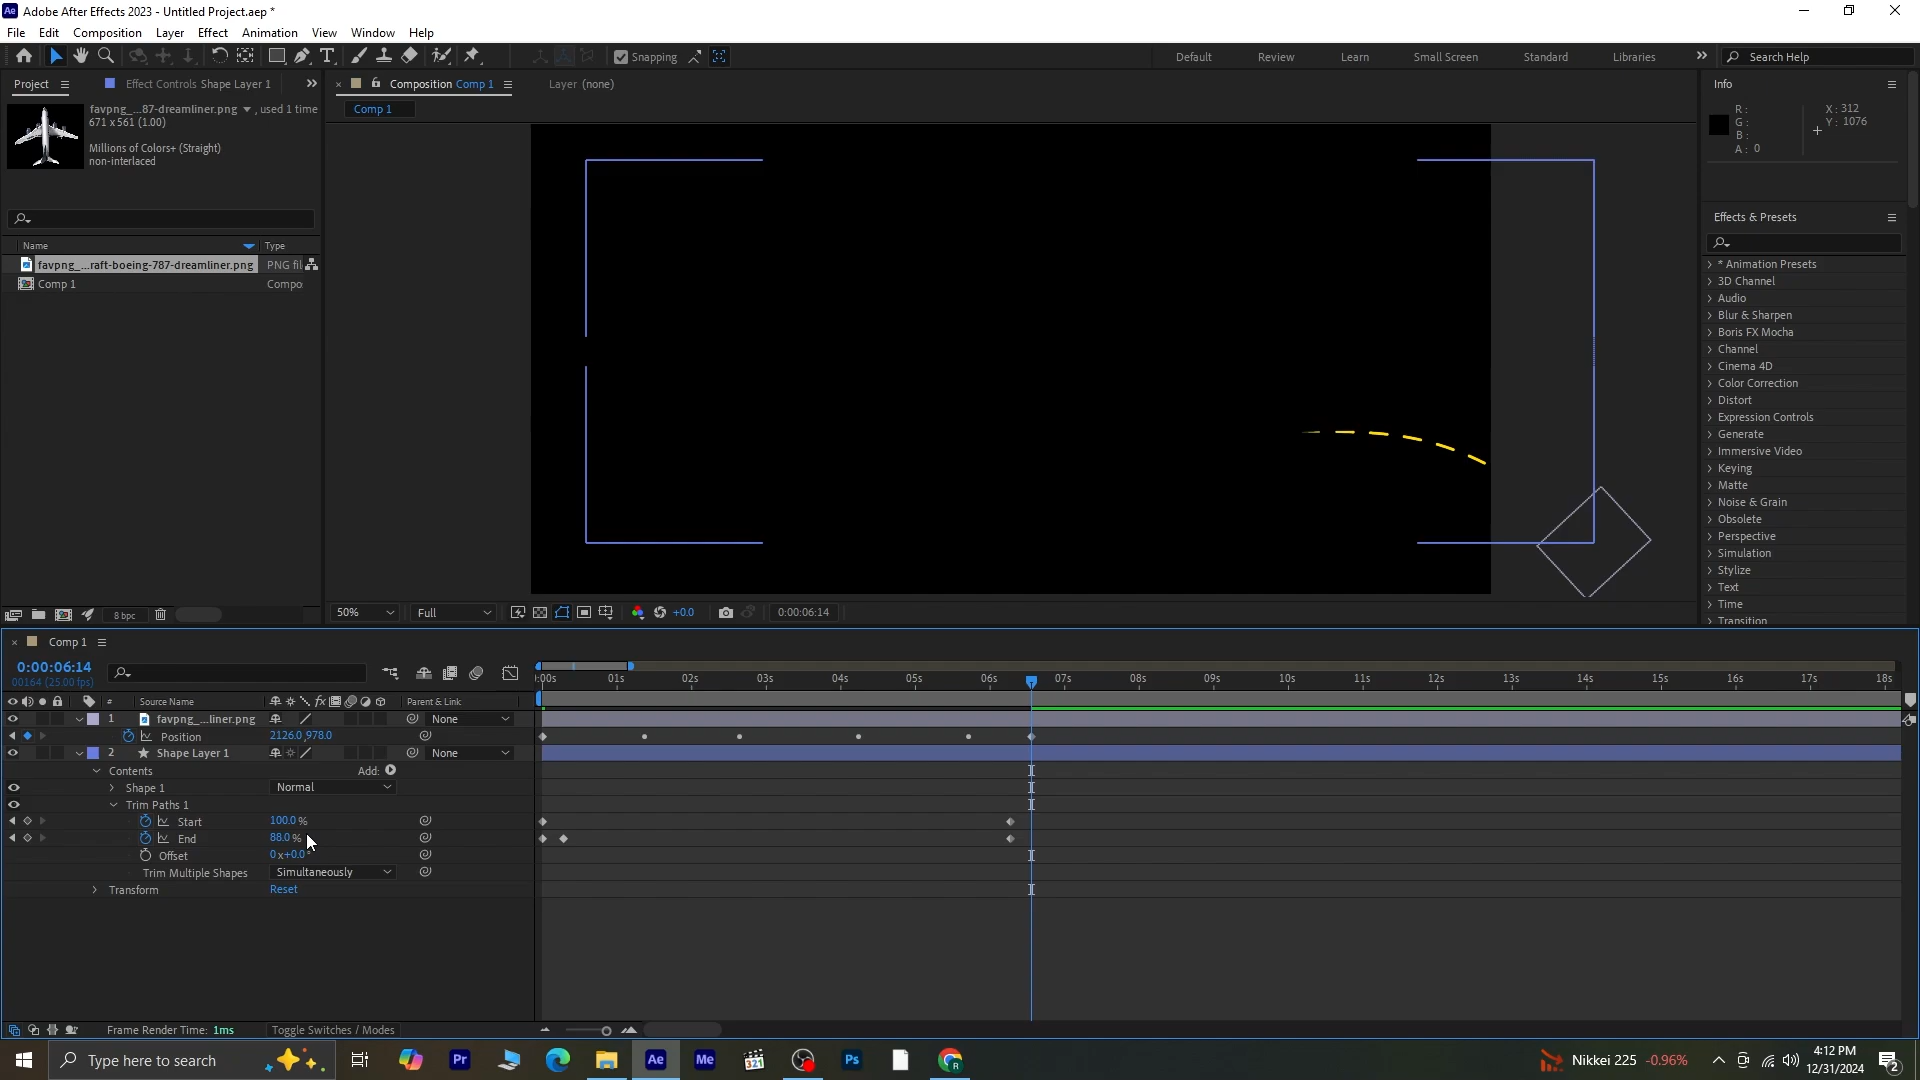 Adobe After Effects 2023 - Untitled Project.aep *
File Edit Composition Layer Effect Animation View Window Help
Snapping
Default Review Learn Small Screen Standard Libraries Search Help
Project Effect Controls Shape Layer 1 Composition Comp 1 Layer (none) Info
favpng_...87-dreamliner.png , used 1 time
671 x 561 (1.00)
Millions of Colors+ (Straight)
non-interlaced
Comp 1
R :
G :
B :
A : 0
X : 312
Y : 1076
Effects & Presets
Name Type
favpng_...raft-boeing-787-dreamliner.png PNG fil
Comp 1 Compo
* Animation Presets
3D Channel
Audio
Blur & Sharpen
Boris FX Mocha
Channel
Cinema 4D
Color Correction
Distort
Expression Controls
Generate
Immersive Video
Keying
Matte
Noise & Grain
Obsolete
Perspective
Simulation
Stylize
Text
Time
Transition
8 bpc
50% Full +0.0 0:00:06:14
Comp 1
0:00:06:14
00164 (25.00 fps)
:00s 01s 02s 03s 04s 05s 06s 07s 08s 09s 10s 11s 12s 13s 14s 15s 16s 17s 18s
# Source Name fx Parent & Link
1 favpng_...liner.png None
Position 2126.0,978.0
2 Shape Layer 1 None
Contents Add:
Shape 1 Normal
Trim Paths 1
Start 100.0 %
End 88.0 %
Offset 0x+0.0°
Trim Multiple Shapes Simultaneously
Transform Reset
Frame Render Time: 1ms Toggle Switches / Modes
Type here to search
Pr Ae Me 321 Ps
Nikkei 225 -0.96%
4:12 PM
12/31/2024
2